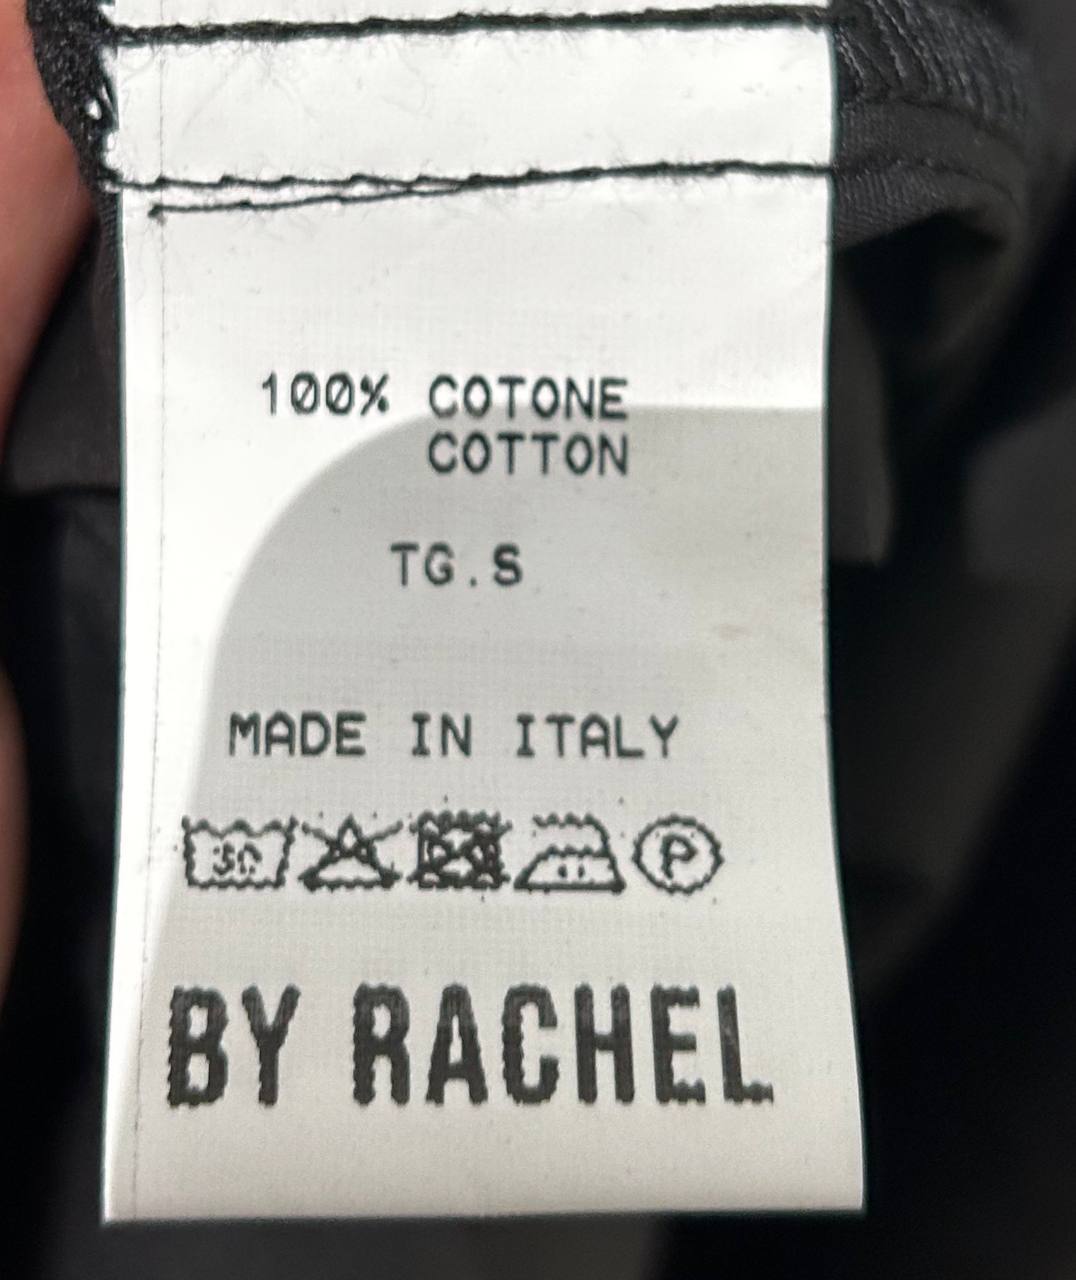 100% COTONE
COTTON
TG.S
MADE IN ITALY
30 P
BY RACHEL